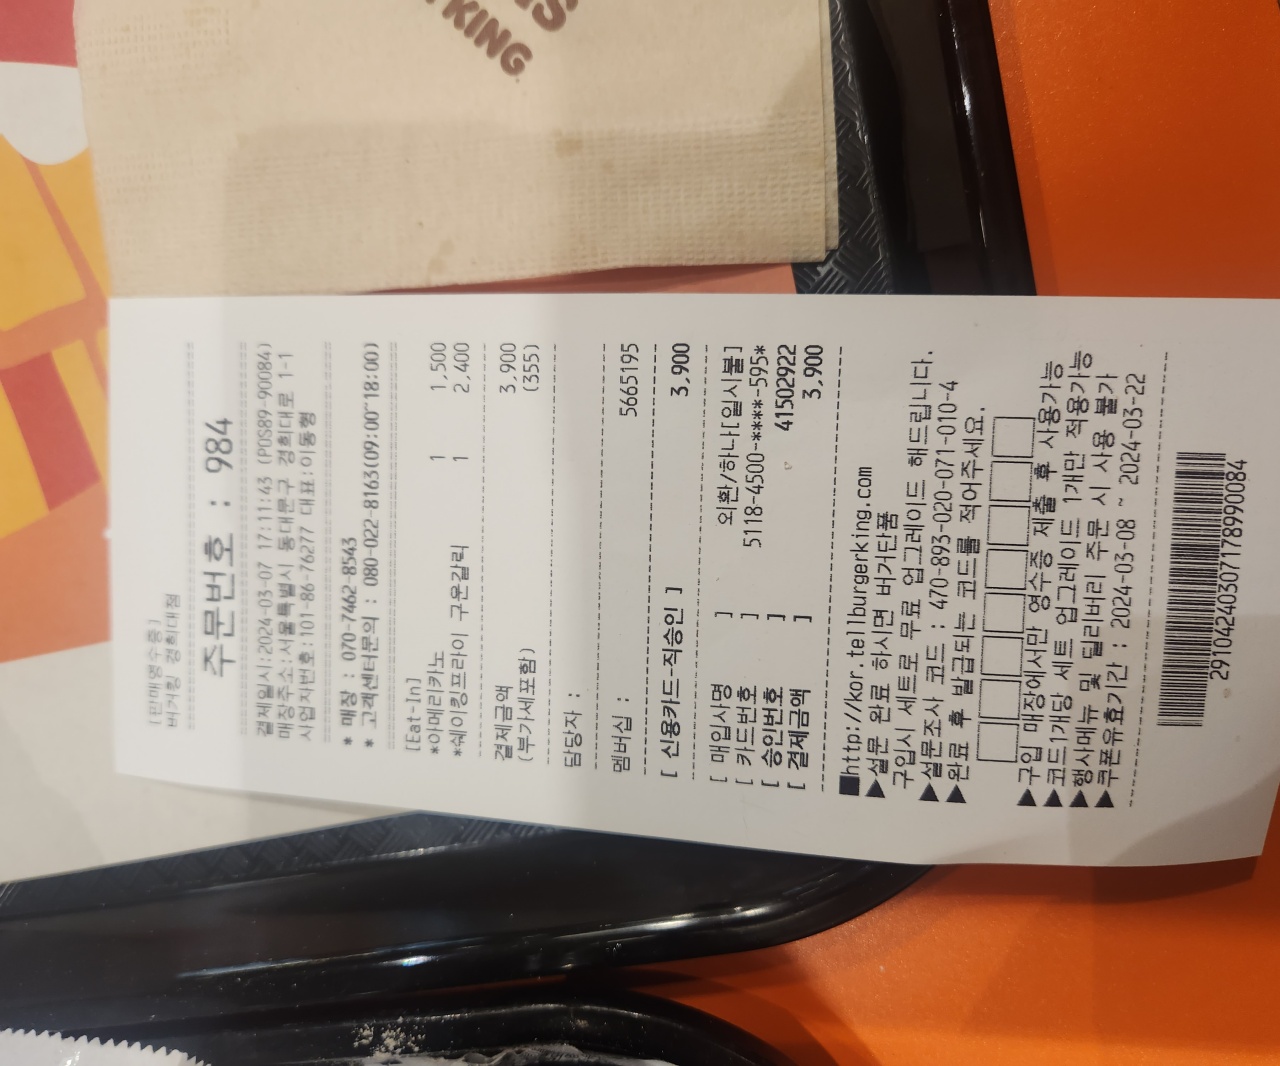 KING
[판매영수증]
버거킹 경희대점
주문번호 : 984
결제일시:2024-03-07 17:11:43 (POS89-90084)
매장주소:서울특별시 동대문구 경희대로 1-1
사업자번호:101-86-76277 대표:이동형
* 매장 : 070-7462-8543
* 고객센터문의 : 080-022-8163(09:00~18:00)
[Eat-In]
*아메리카노 1 1,500
*쉐이킹프라이 구운갈릭 1 2,400
결제금액 3,900
(부가세포함) (355)
담당자 :
멤버십 : 5665195
[ 신용카드-직승인 ] 3,900
[ 매입사명 ] 외환/하나[일시불]
[ 카드번호 ] 5118-4500-****-595*
[ 승인번호 ] 41502922
[ 결제금액 ] 3,900
■http://kor.tellburgerking.com
▶설문 완료 하시면 버거단품
구입시 세트로 무료 업그레이드 해드립니다.
▶설문조사 코드 : 470-893-020-071-010-4
▶완료 후 발급되는 코드를 적어주세요.
▶구입 매장에서만 영수증 제출 후 사용가능
▶코드1개당 세트 업그레이드 1개만 적용가능
▶행사메뉴 및 딜리버리 주문 시 사용 불가
▶쿠폰유효기간 : 2024-03-08 ~ 2024-03-22
29104240307178990084